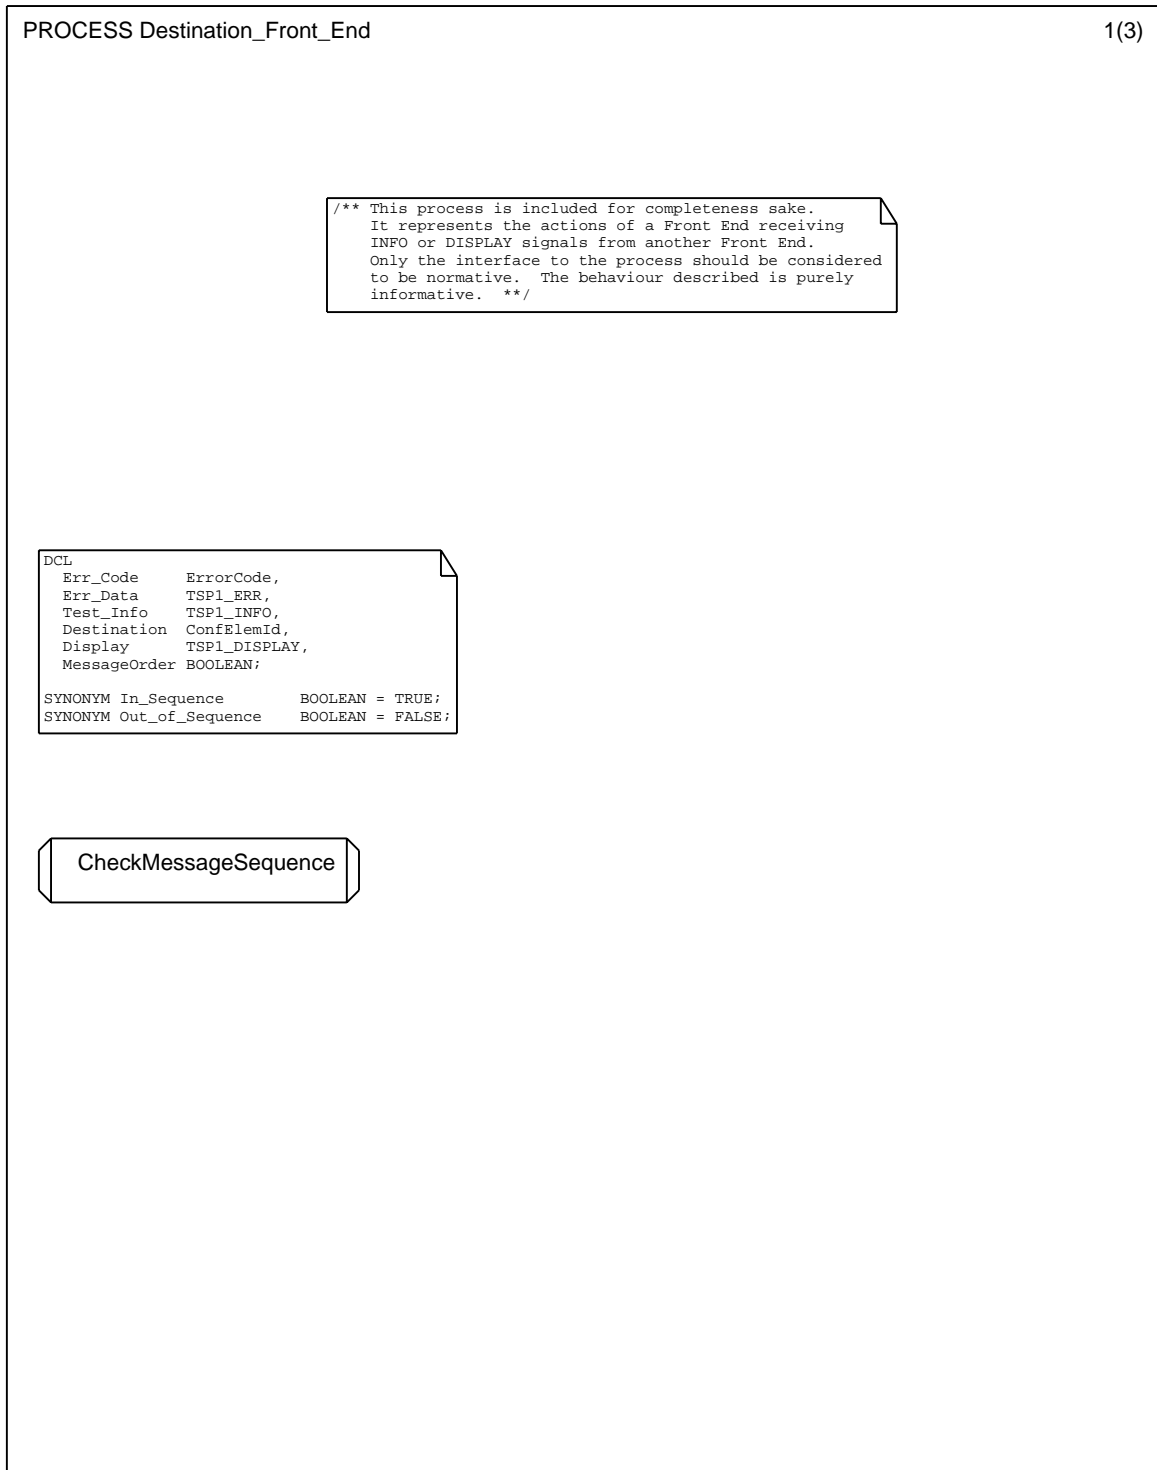 PROCESS Destination_Front_End 1(3)
/** This process is included for completeness sake.
It represents the actions of a Front End receiving
INFO or DISPLAY signals from another Front End.
Only the interface to the process should be considered
to be normative.  The behaviour described is purely
informative.  **/
DCL
Err_Code     ErrorCode,
Err_Data     TSP1_ERR,
Test_Info    TSP1_INFO,
Destination  ConfElemId,
Display      TSP1_DISPLAY,
MessageOrder BOOLEAN;
SYNONYM In_Sequence     BOOLEAN = TRUE;
SYNONYM Out_of_Sequence    BOOLEAN = FALSE;
CheckMessageSequence